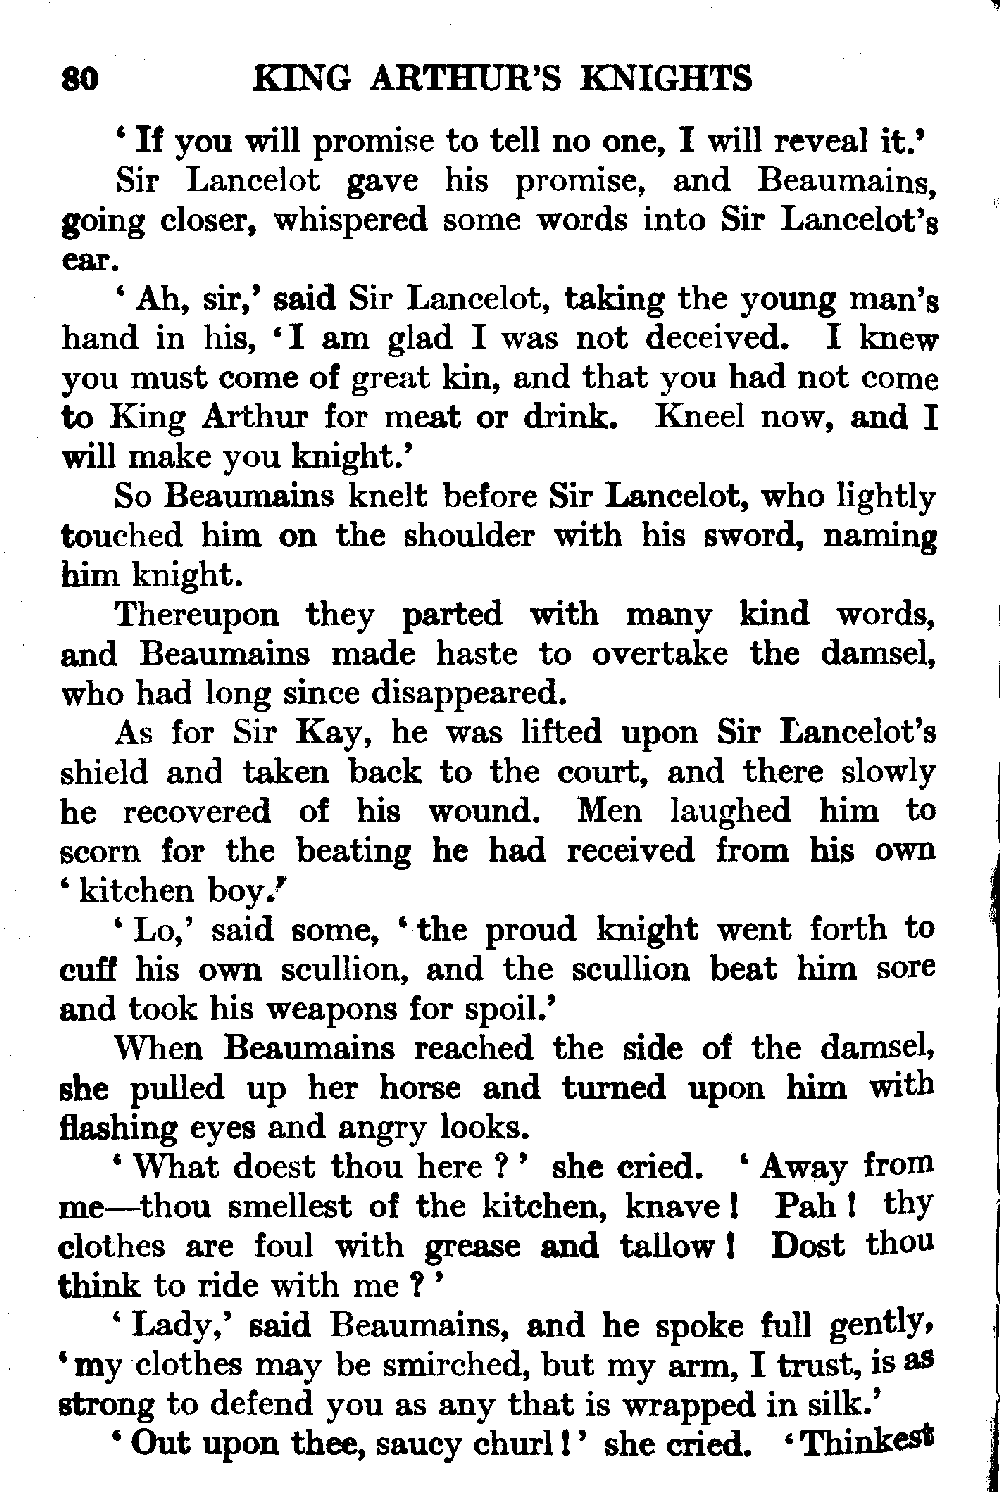 80 KING ARTHUR'S KNIGHTS
‘ If you will promise to tell no one, I will reveal it.’
Sir Lancelot gave his promise, and Beaumains,
going closer, whispered some words into Sir Lancelot’s
ear.
‘ Ah, sir,’ said Sir Lancelot, taking the young man’s
hand in his, ‘ I am glad I was not deceived. I knew
you must come of great kin, and that you had not come
to King Arthur for meat or drink. Kneel now, and I
will make you knight.’
So Beaumains knelt before Sir Lancelot, who lightly
touched him on the shoulder with his sword, naming
him knight.
Thereupon they parted with many kind words,
and Beaumains made haste to overtake the damsel,
who had long since disappeared.
As for Sir Kay, he was lifted upon Sir Lancelot’s
shield and taken back to the court, and there slowly
he recovered of his wound. Men laughed him to
scorn for the beating he had received from his own
‘ kitchen boy.’
‘ Lo,’ said some, ‘ the proud knight went forth to
cuff his own scullion, and the scullion beat him sore
and took his weapons for spoil.’
When Beaumains reached the side of the damsel,
she pulled up her horse and turned upon him with
flashing eyes and angry looks.
‘ What doest thou here ? ’ she cried. ‘ Away from
me—thou smellest of the kitchen, knave ! Pah ! thy
clothes are foul with grease and tallow ! Dost thou
think to ride with me ? ’
‘ Lady,’ said Beaumains, and he spoke full gently,
‘ my clothes may be smirched, but my arm, I trust, is as
strong to defend you as any that is wrapped in silk.’
‘ Out upon thee, saucy churl ! ’ she cried. ‘ Thinkest